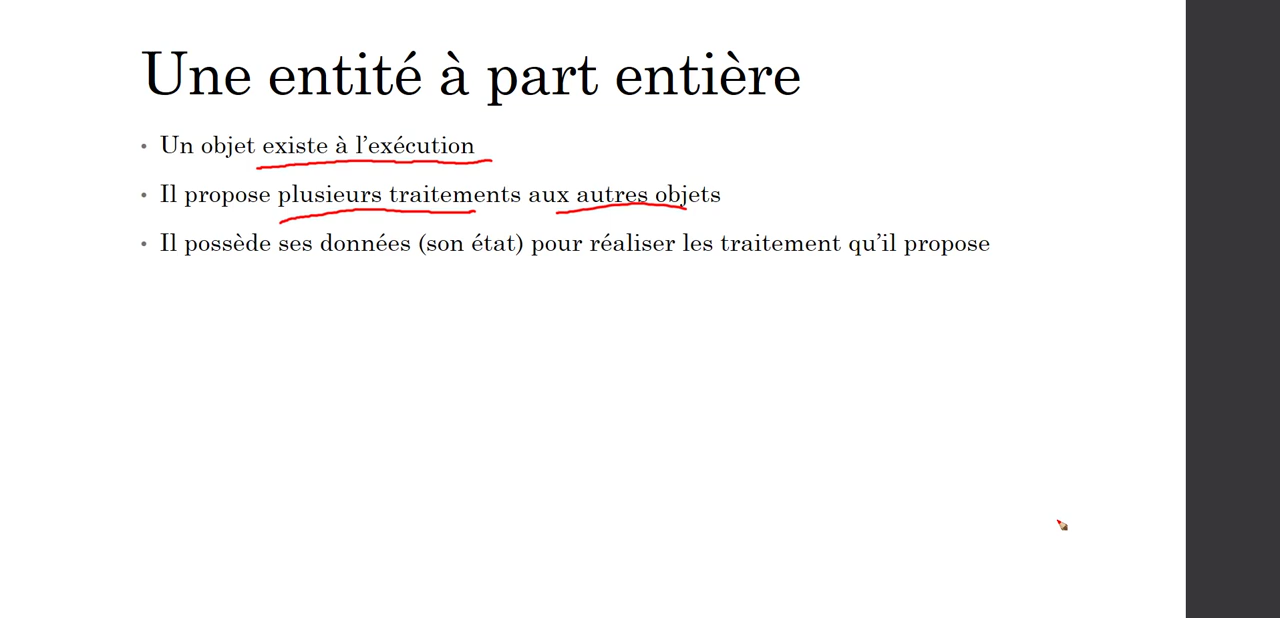 Une entité à part entière
• Un objet existe à l'exécution
• Il propose plusieurs traitements aux autres objets
• Il possède ses données (son état) pour réaliser les traitement qu'il propose